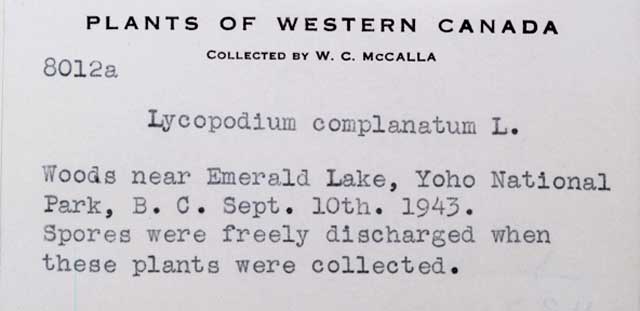 PLANTS OF WESTERN CANADA
COLLECTED BY W. C. MCCALLA
8012a
Lycopodium complanatum L.
Woods near Emerald Lake, Yoho National
Park, B. C. Sept. 10th. 1943.
Spores were freely discharged when
these plants were collected.